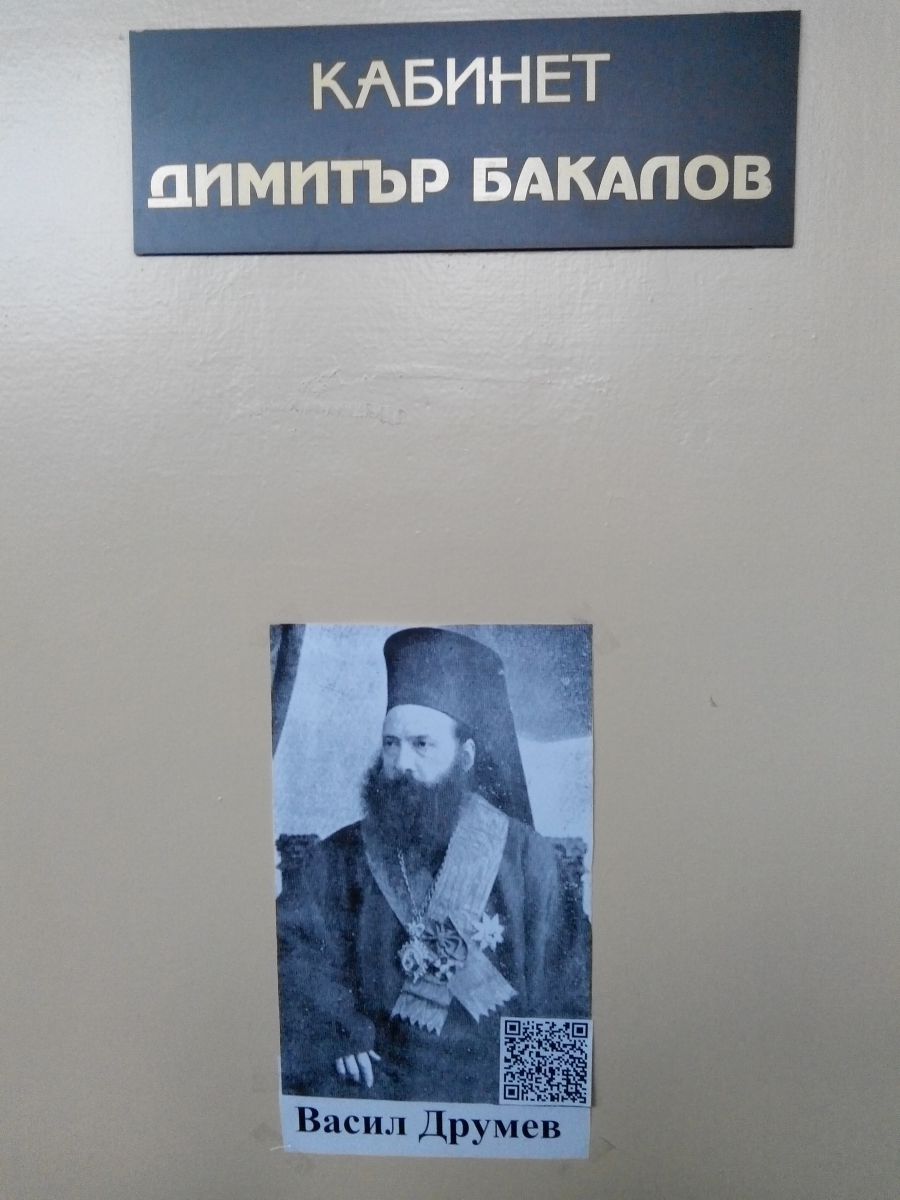 КАБИНЕТ
ДИМИТЪР БАКАЛОВ
Васил Друмев